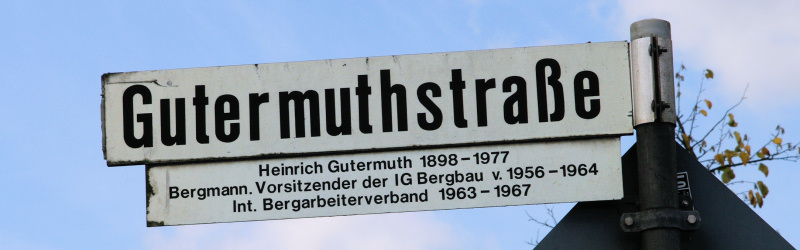 Gutermuthstraße
Heinrich Gutermuth 1898 – 1977
Bergmann. Vorsitzender der IG Bergbau v. 1956 – 1964
Int. Bergarbeiterverband 1963 – 1967